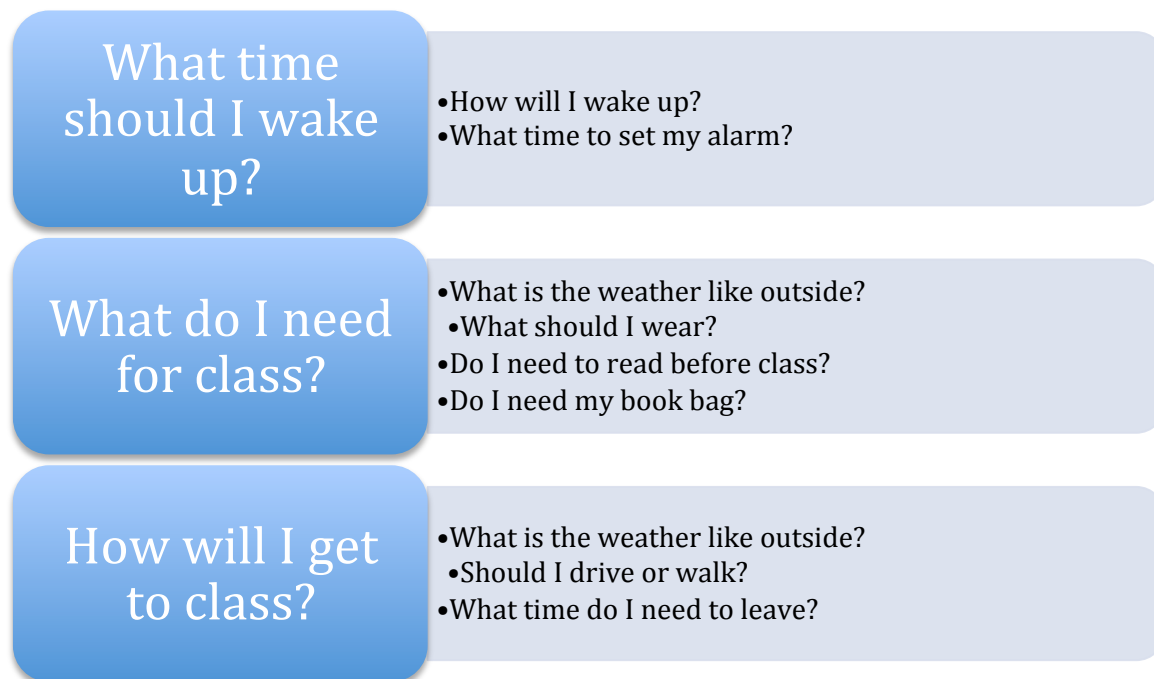 What time
should I wake
up?
•How will I wake up?
•What time to set my alarm?
What do I need
for class?
•What is the weather like outside?
•What should I wear?
•Do I need to read before class?
•Do I need my book bag?
How will I get
to class?
•What is the weather like outside?
•Should I drive or walk?
•What time do I need to leave?